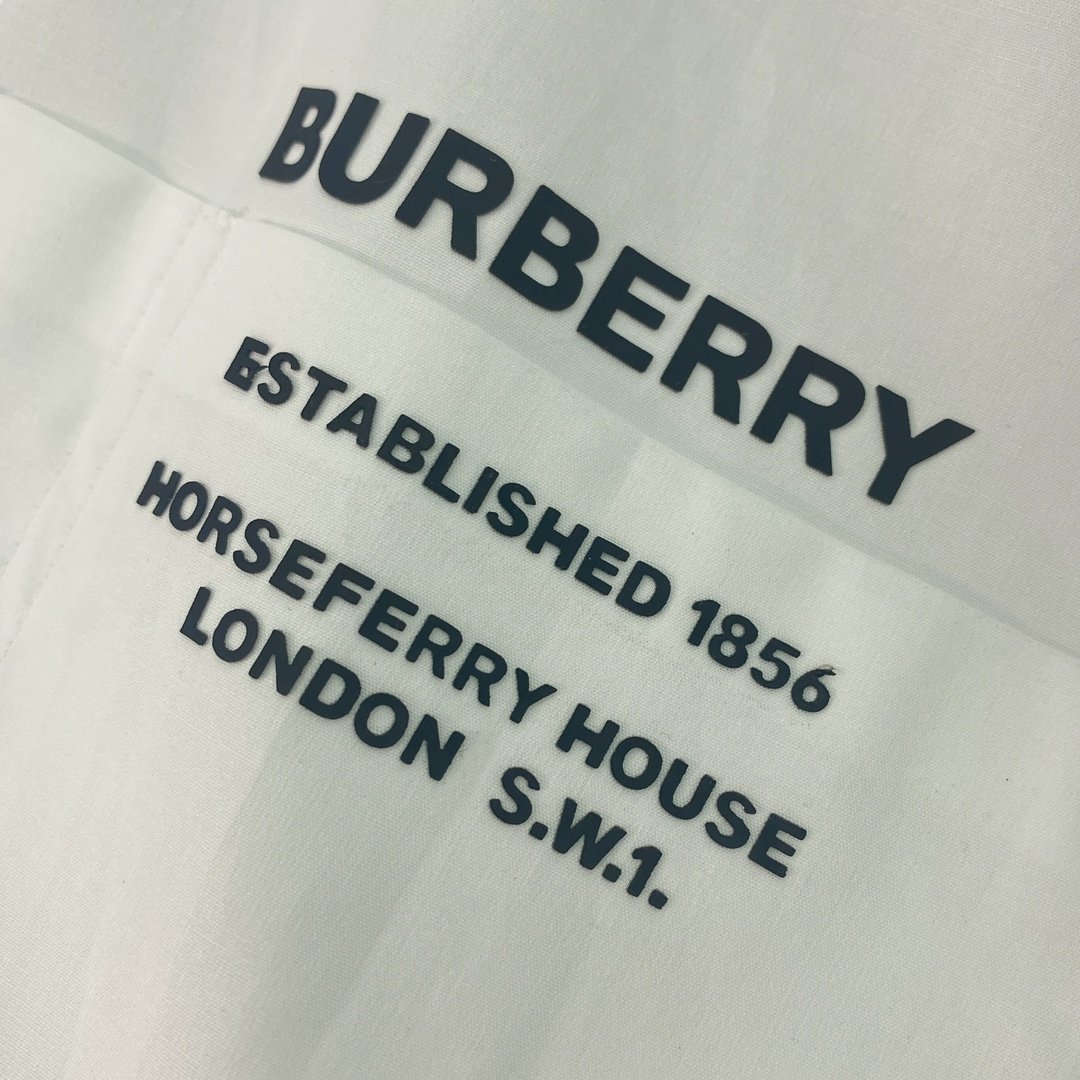 BURBERRY
ESTABLISHED 1856
HORSEFERRY HOUSE
LONDON S.W.1.